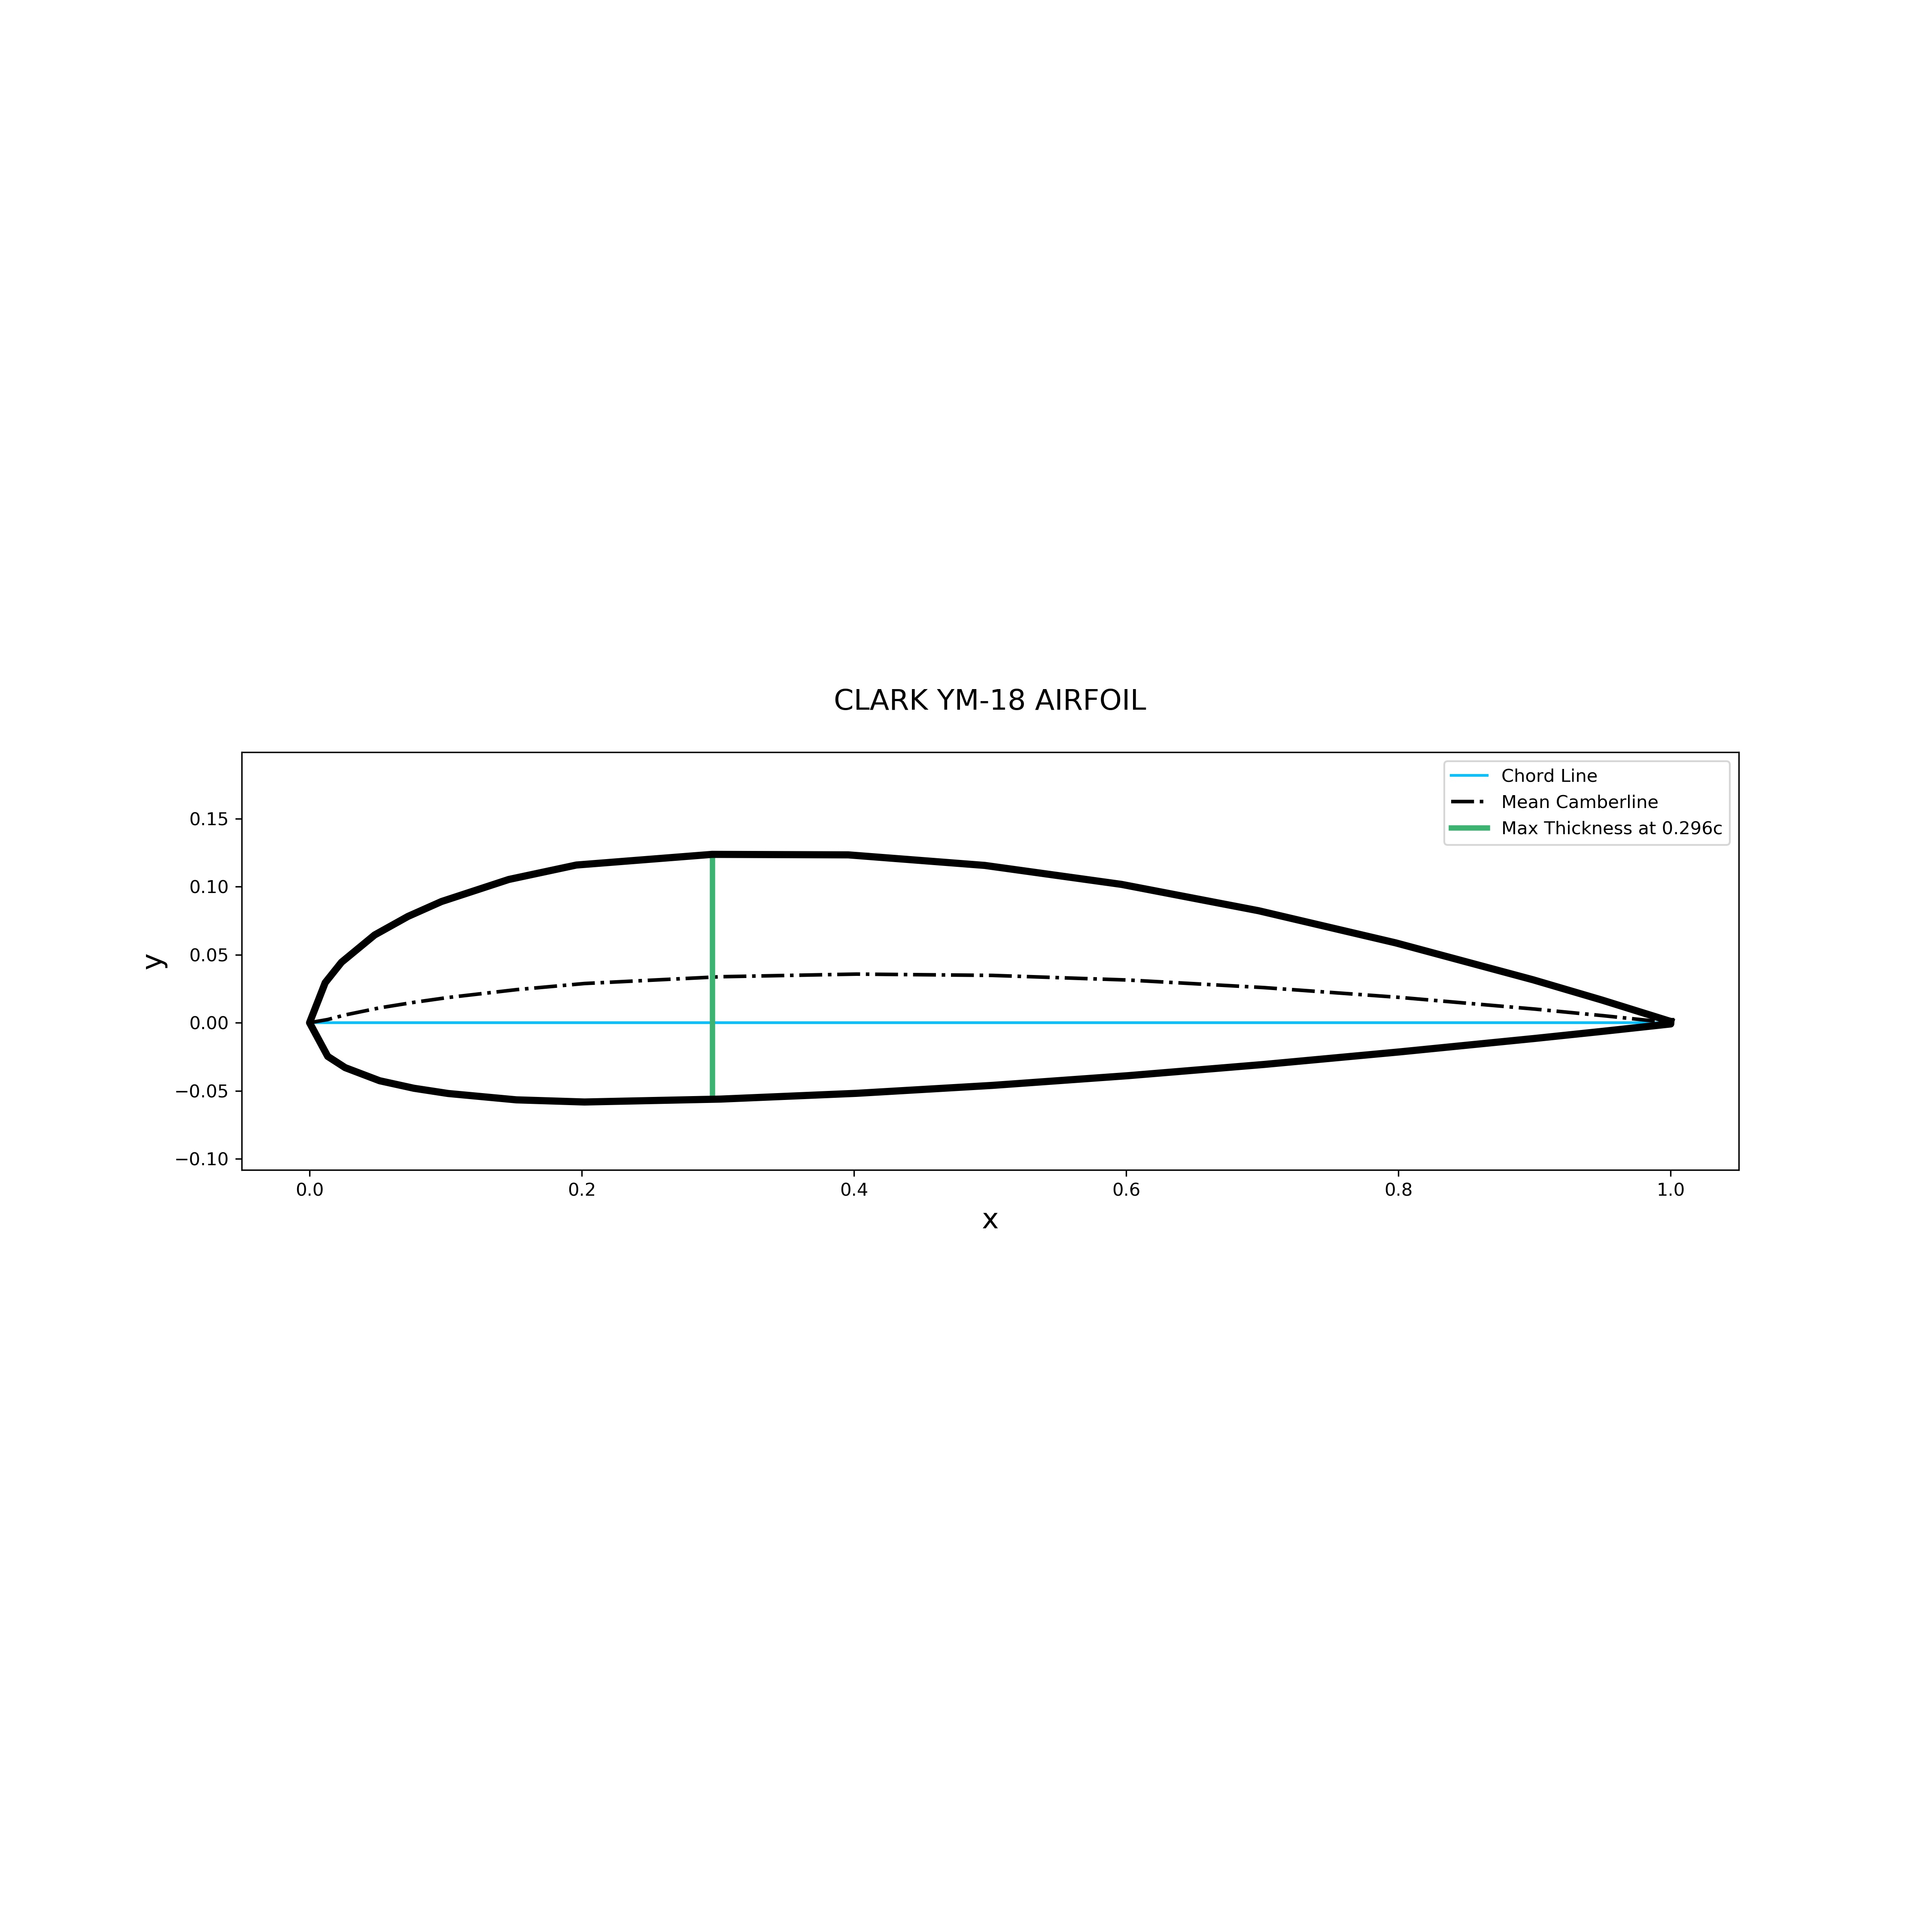 CLARK YM-18 AIRFOIL
Chord Line
Mean Camberline
Max Thickness at 0.296c
0.15
0.10
0.05
0.00
−0.05
−0.10
y
0.0 0.2 0.4 0.6 0.8 1.0
x